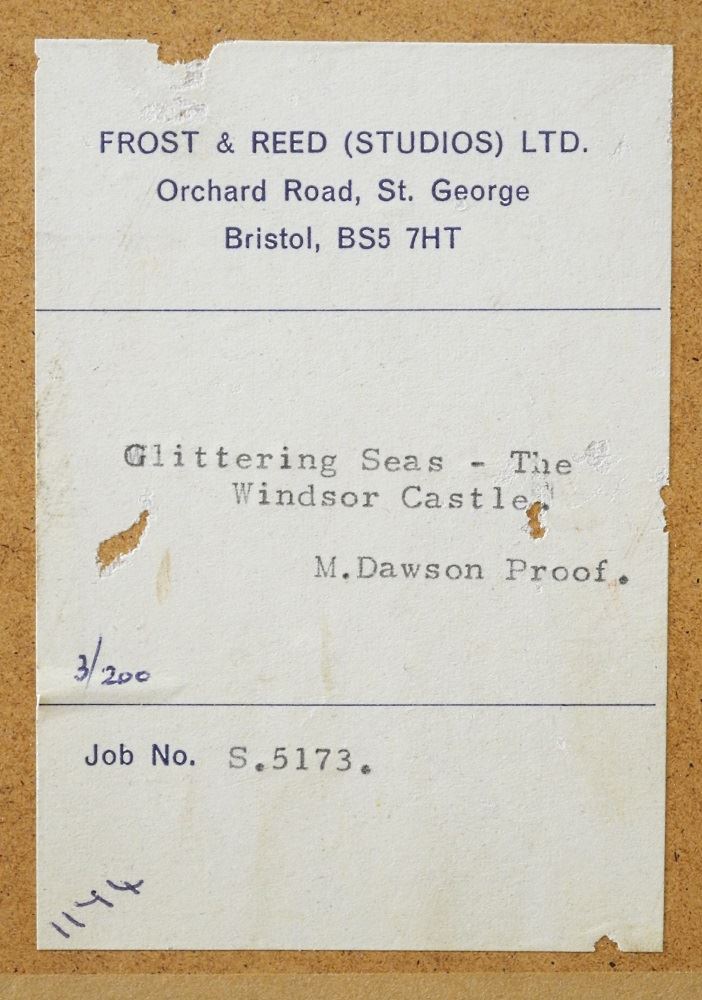 FROST & REED (STUDIOS) LTD.
Orchard Road, St. George
Bristol, BS5 7HT
Glittering Seas - The
Windsor Castle."
M.Dawson Proof.
3/200
Job No. S.5173.
1144